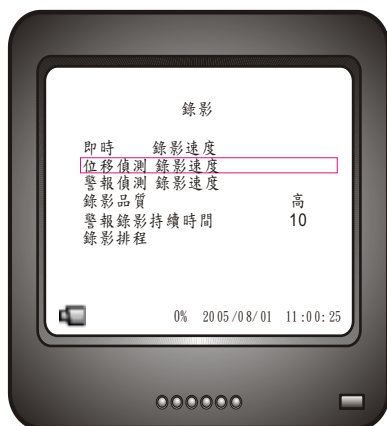 錄影
即時 錄影速度
位移偵測 錄影速度
警報偵測 錄影速度
錄影品質 高
警報錄影持續時間 10
錄影排程
0% 2005/08/01 11:00:25